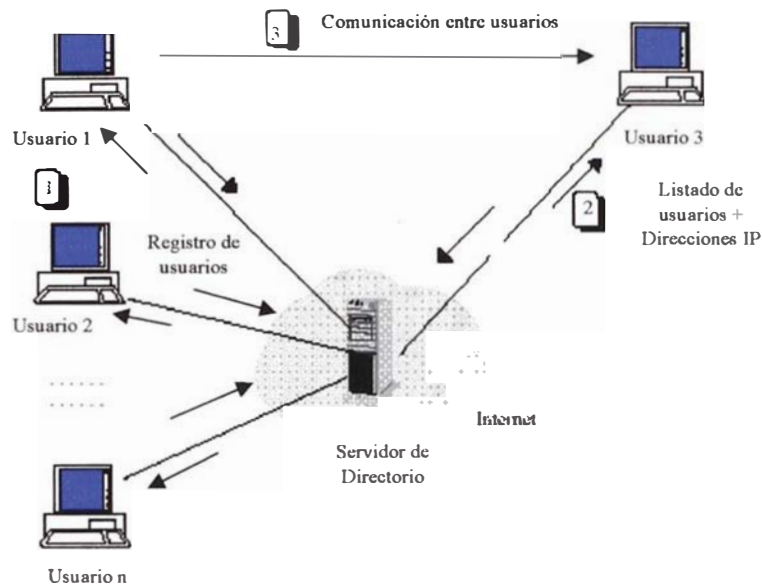 3
Comunicación entre usuarios
Usuario 1
Usuario 3
1
2
Listado de
usuarios +
Direcciones IP
Registro de
usuarios
Usuario 2
Internet
Servidor de
Directorio
Usuario n